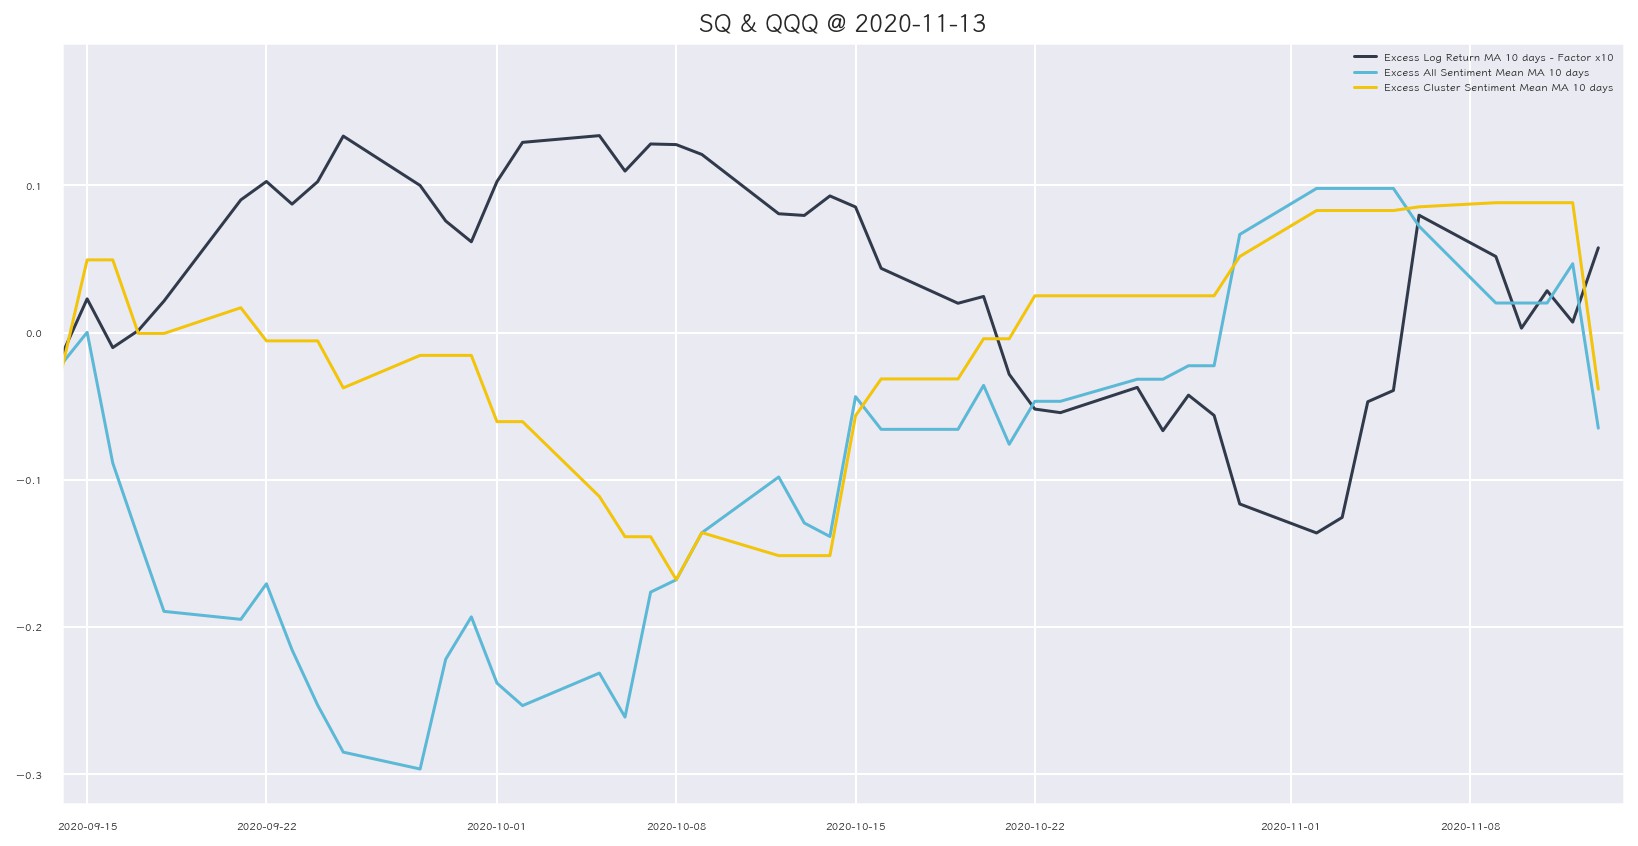 SQ & QQQ @ 2020-11-13
Excess Log Return MA 10 days - Factor x10
Excess All Sentiment Mean MA 10 days
Excess Cluster Sentiment Mean MA 10 days
0.1
0.0
−0.1
−0.2
−0.3
2020-09-15 2020-09-22 2020-10-01 2020-10-08 2020-10-15 2020-10-22 2020-11-01 2020-11-08